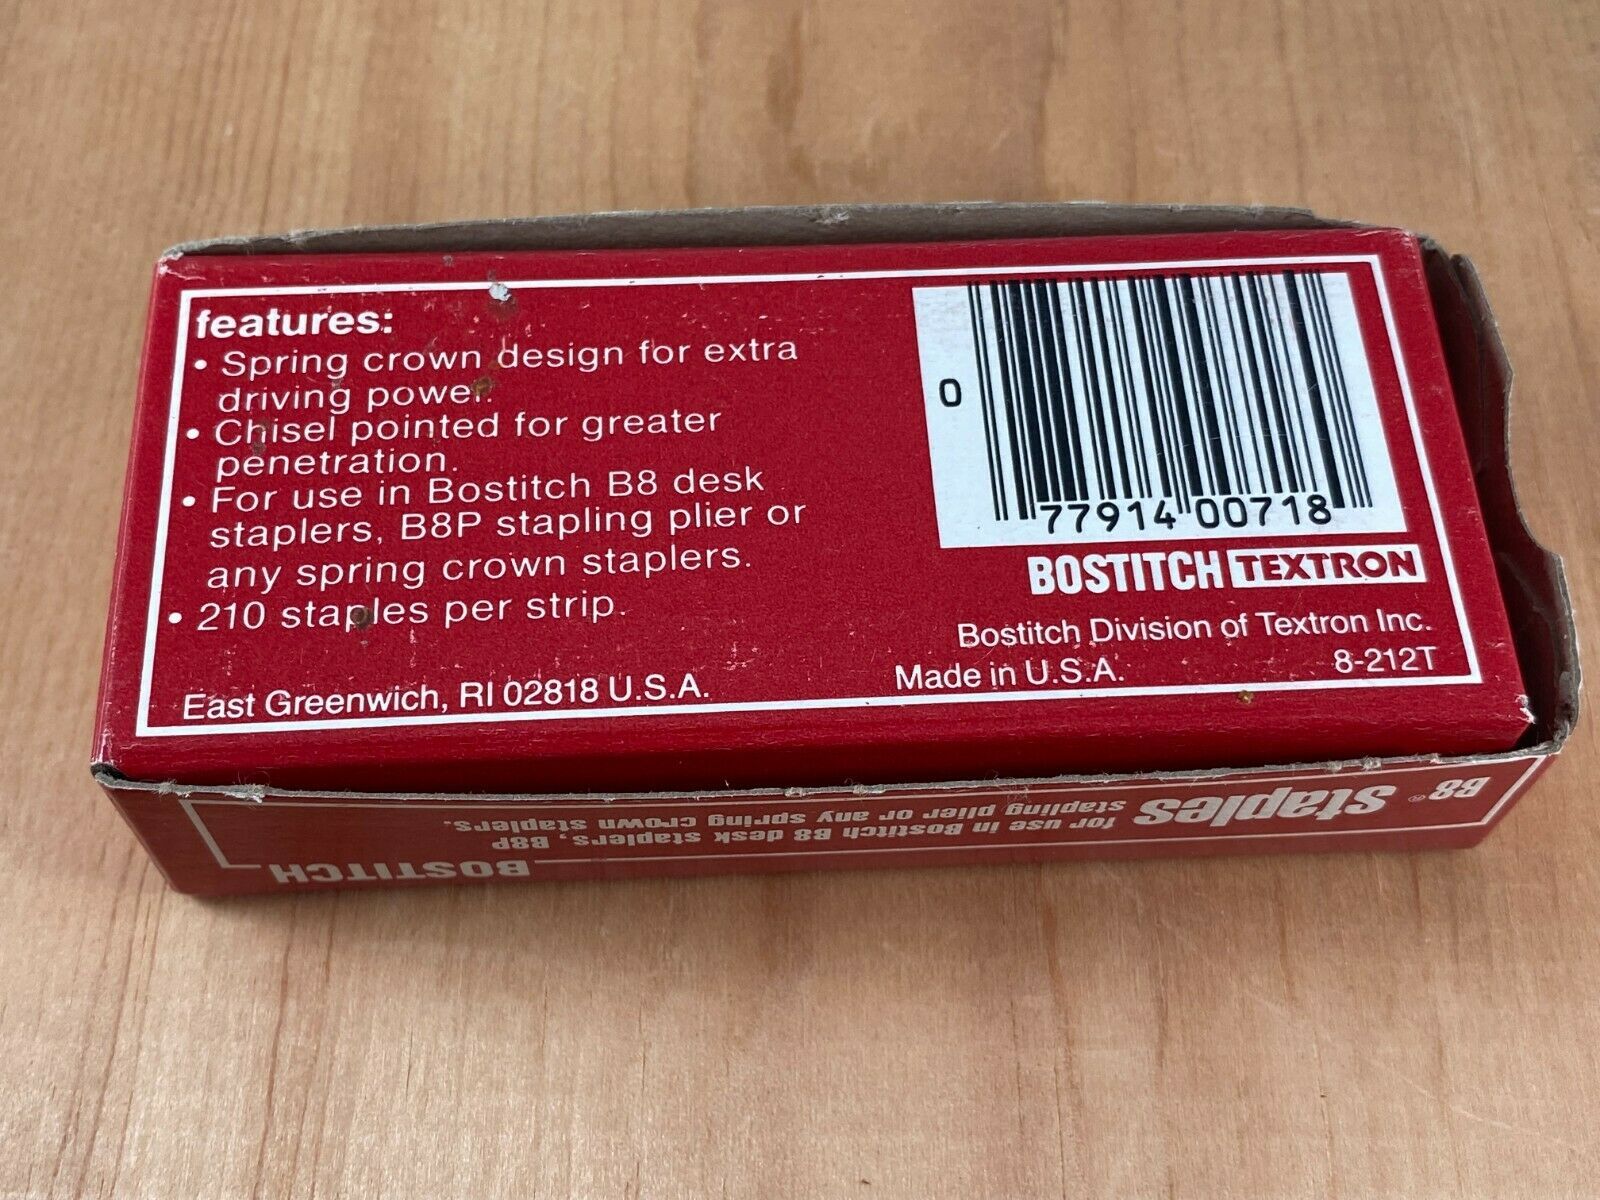 features:
• Spring crown design for extra
driving power.
• Chisel pointed for greater
penetration.
• For use in Bostitch B8 desk
staplers, B8P stapling plier or
any spring crown staplers.
• 210 staples per strip.
East Greenwich, RI 02818 U.S.A.
0
77914 00718
BOSTITCH TEXTRON
Bostitch Division of Textron Inc.
Made in U.S.A.
8-212T
B8® Staples
for use in Bostitch B8 desk staplers, B8P
stapling plier or any spring crown staplers.
BOSTITCH